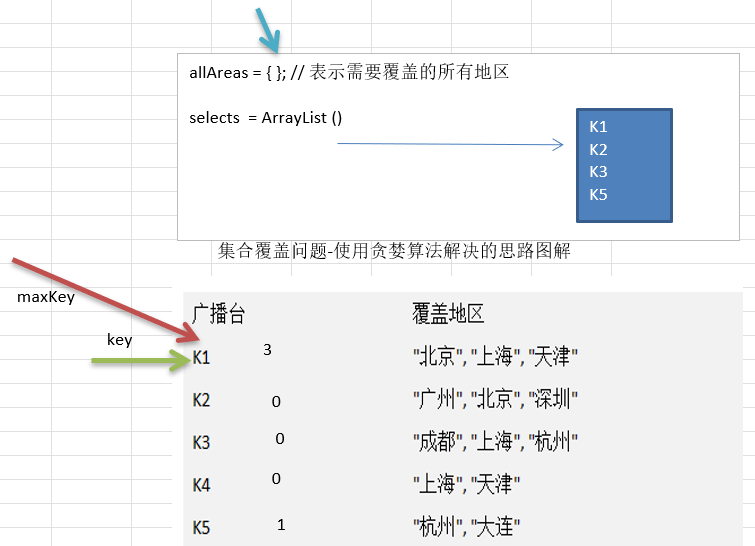 allAreas = { }; // 表示需要覆盖的所有地区
selects = ArrayList ()
K1
K2
K3
K5
集合覆盖问题-使用贪婪算法解决的思路图解
maxKey
key
广播台 覆盖地区
K1 3 "北京", "上海", "天津"
K2 0 "广州", "北京", "深圳"
K3 0 "成都", "上海", "杭州"
K4 0 "上海", "天津"
K5 1 "杭州", "大连"